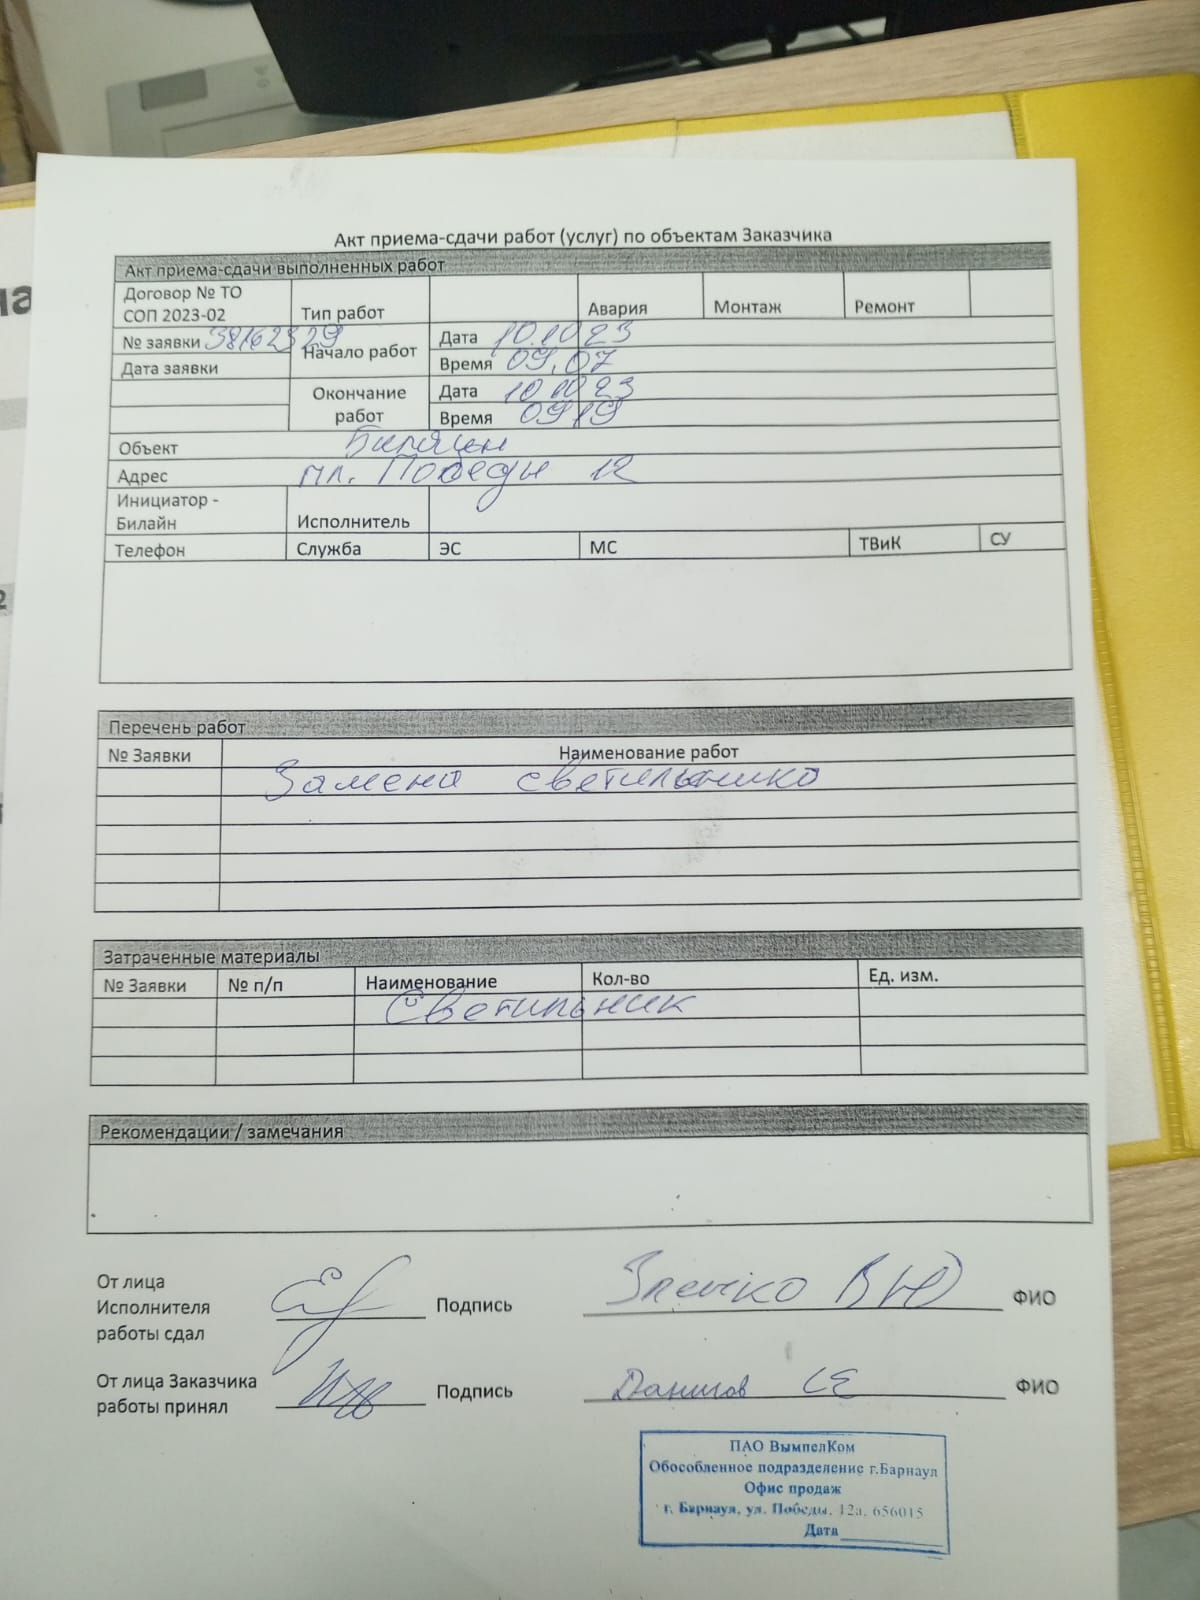 Акт приема-сдачи работ (услуг) по объектам Заказчика
Акт приема-сдачи выполненных работ
Договор № ТО СОП 2023-02 Тип работ Авария Монтаж Ремонт
№ заявки 38162329 Начало работ Дата 10.10 23
Дата заявки Время 09.07
Окончание работ Дата 10 10 23
Время 09 19
Объект Билайн
Адрес пл. Победы 12
Инициатор - Билайн Исполнитель
Телефон Служба ЭС МС ТВиК СУ
Перечень работ
№ Заявки Наименование работ
Замена светильника
Затраченные материалы
№ Заявки № п/п Наименование Кол-во Ед. изм.
Светильник
Рекомендации / замечания
От лица
Исполнителя Подпись ВЮ ФИО
работы сдал
От лица Заказчика Подпись Данилов СЕ ФИО
работы принял
ПАО ВымпелКом
Обособленное подразделение г.Барнаул
Офис продаж
г. Барнаул, ул. Победы, 12а, 656015
Дата